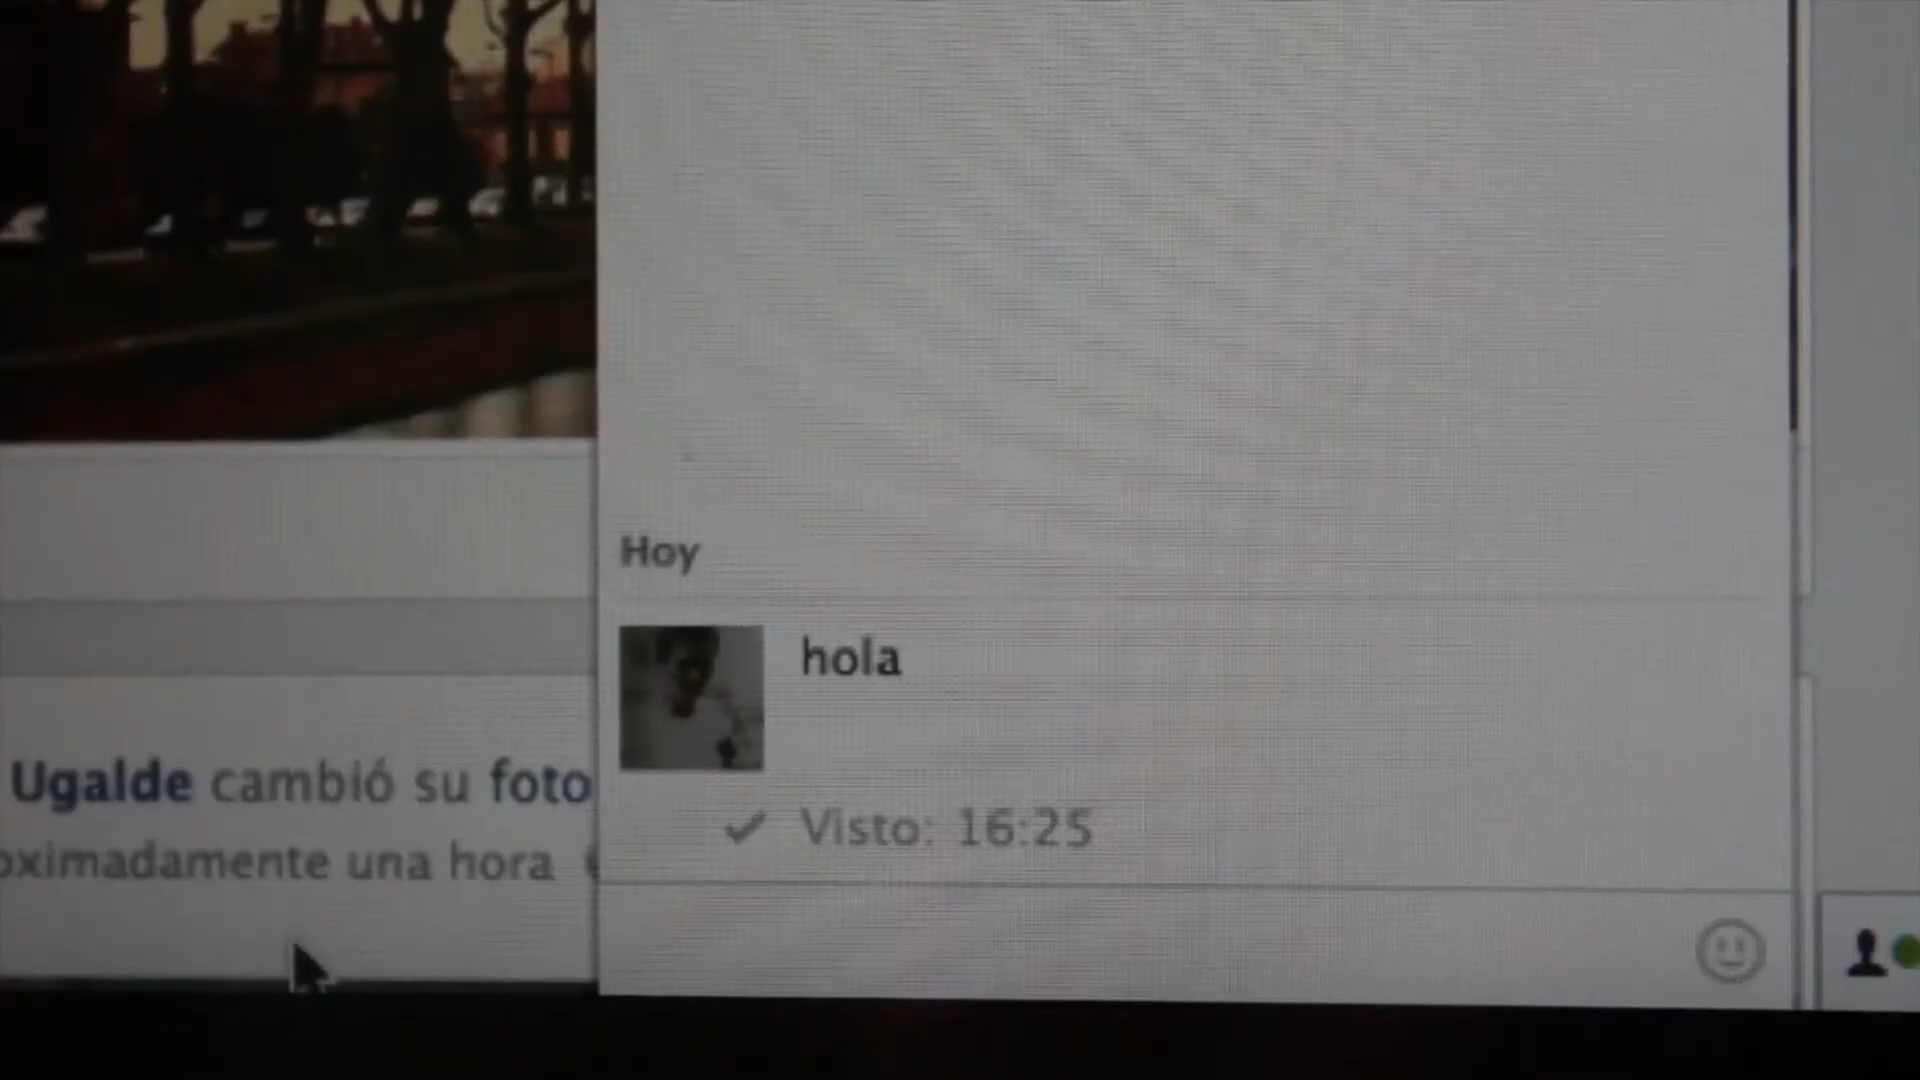 Hoy
hola
Visto: 16:25
Ugalde cambió su foto
oximadamente una hora